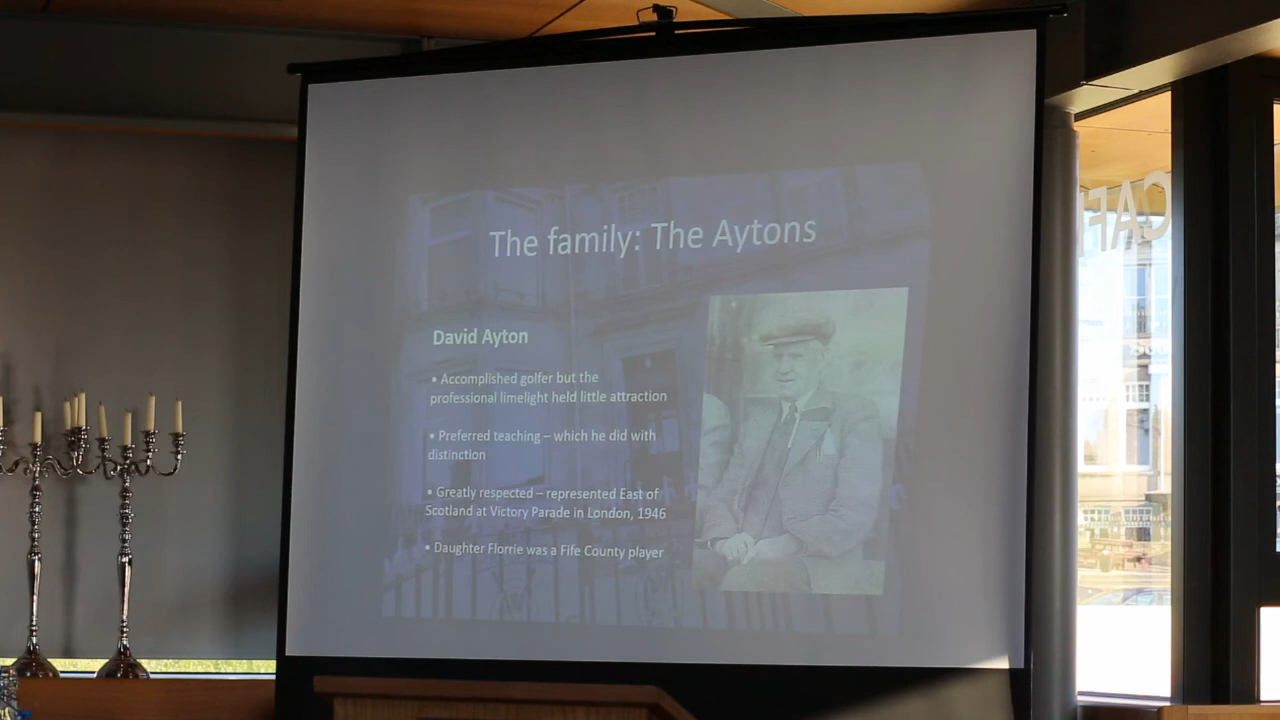 The family: The Aytons
David Ayton
• Accomplished golfer but the
professional limelight held little attraction
• Preferred teaching – which he did with
distinction
• Greatly respected – represented East of
Scotland at Victory Parade in London, 1946
• Daughter Florrie was a Fife County player
CAF